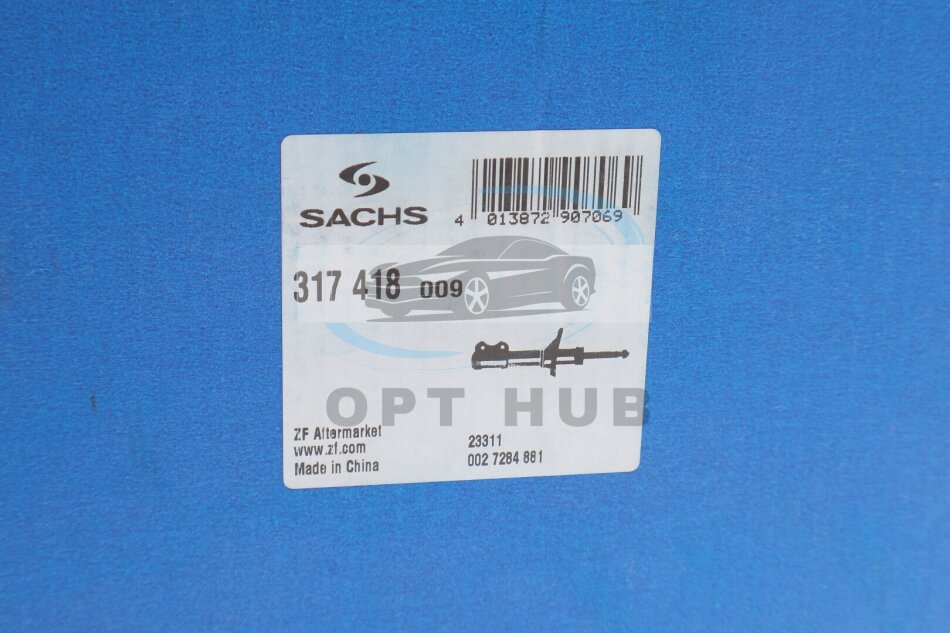 SACHS
4 013872 907069
317 418 009
OPT HUB
ZF Aftermarket
www.zf.com
Made in China
23311
002 7284 881